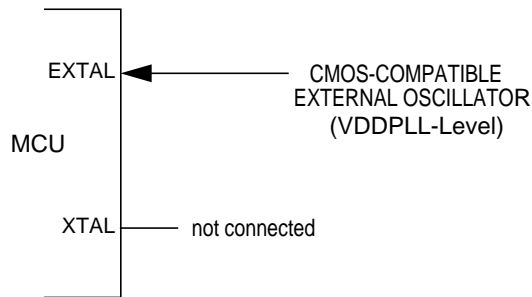 EXTAL
CMOS-COMPATIBLE
EXTERNAL OSCILLATOR
(VDDPLL-Level)
MCU
XTAL
not connected